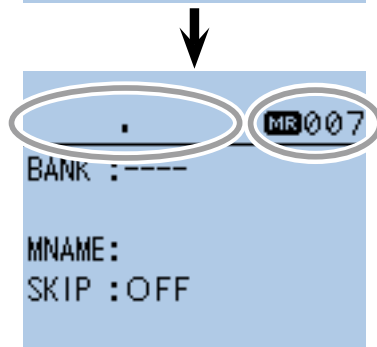 . MR007
BANK :----
MNAME:
SKIP :OFF